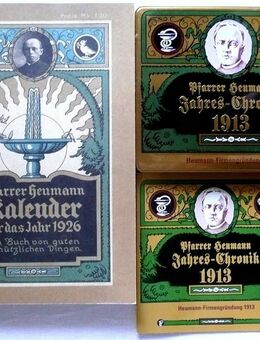 Preis Mk. 1.50
Pfarrer Heumann
Kalender
für das Jahr 1926
Ein Buch von guten
und nützlichen Dingen.
Pfarrer Heumann
Jahres-Chronik
1913
Heumann-Firmengründung 1913
Pfarrer Heumann
Jahres-Chronik
1913
Heumann-Firmengründung 1913